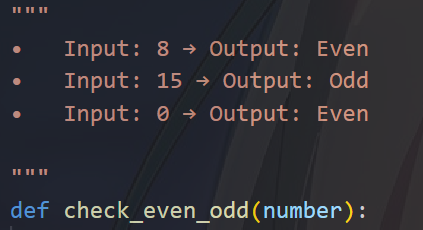 """
•   Input: 8 → Output: Even
•   Input: 15 → Output: Odd
•   Input: 0 → Output: Even
"""
def check_even_odd(number):